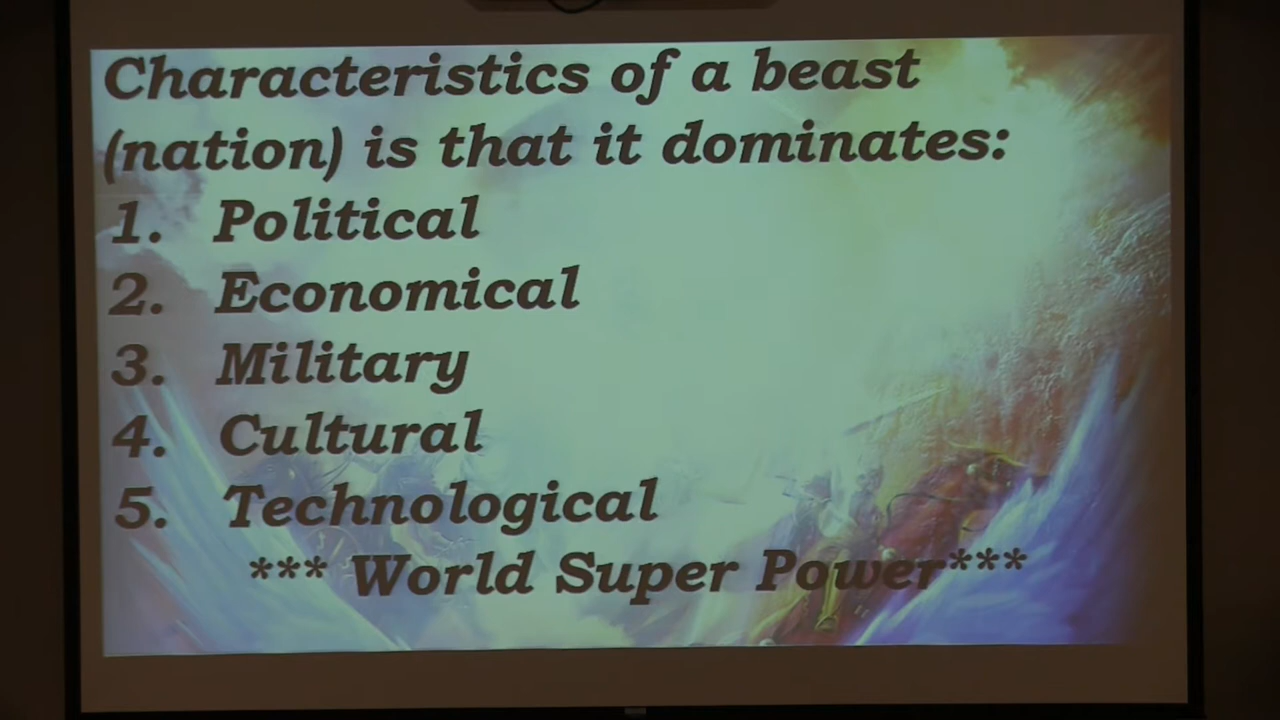 Characteristics of a beast
(nation) is that it dominates:
1. Political
2. Economical
3. Military
4. Cultural
5. Technological
*** World Super Power***